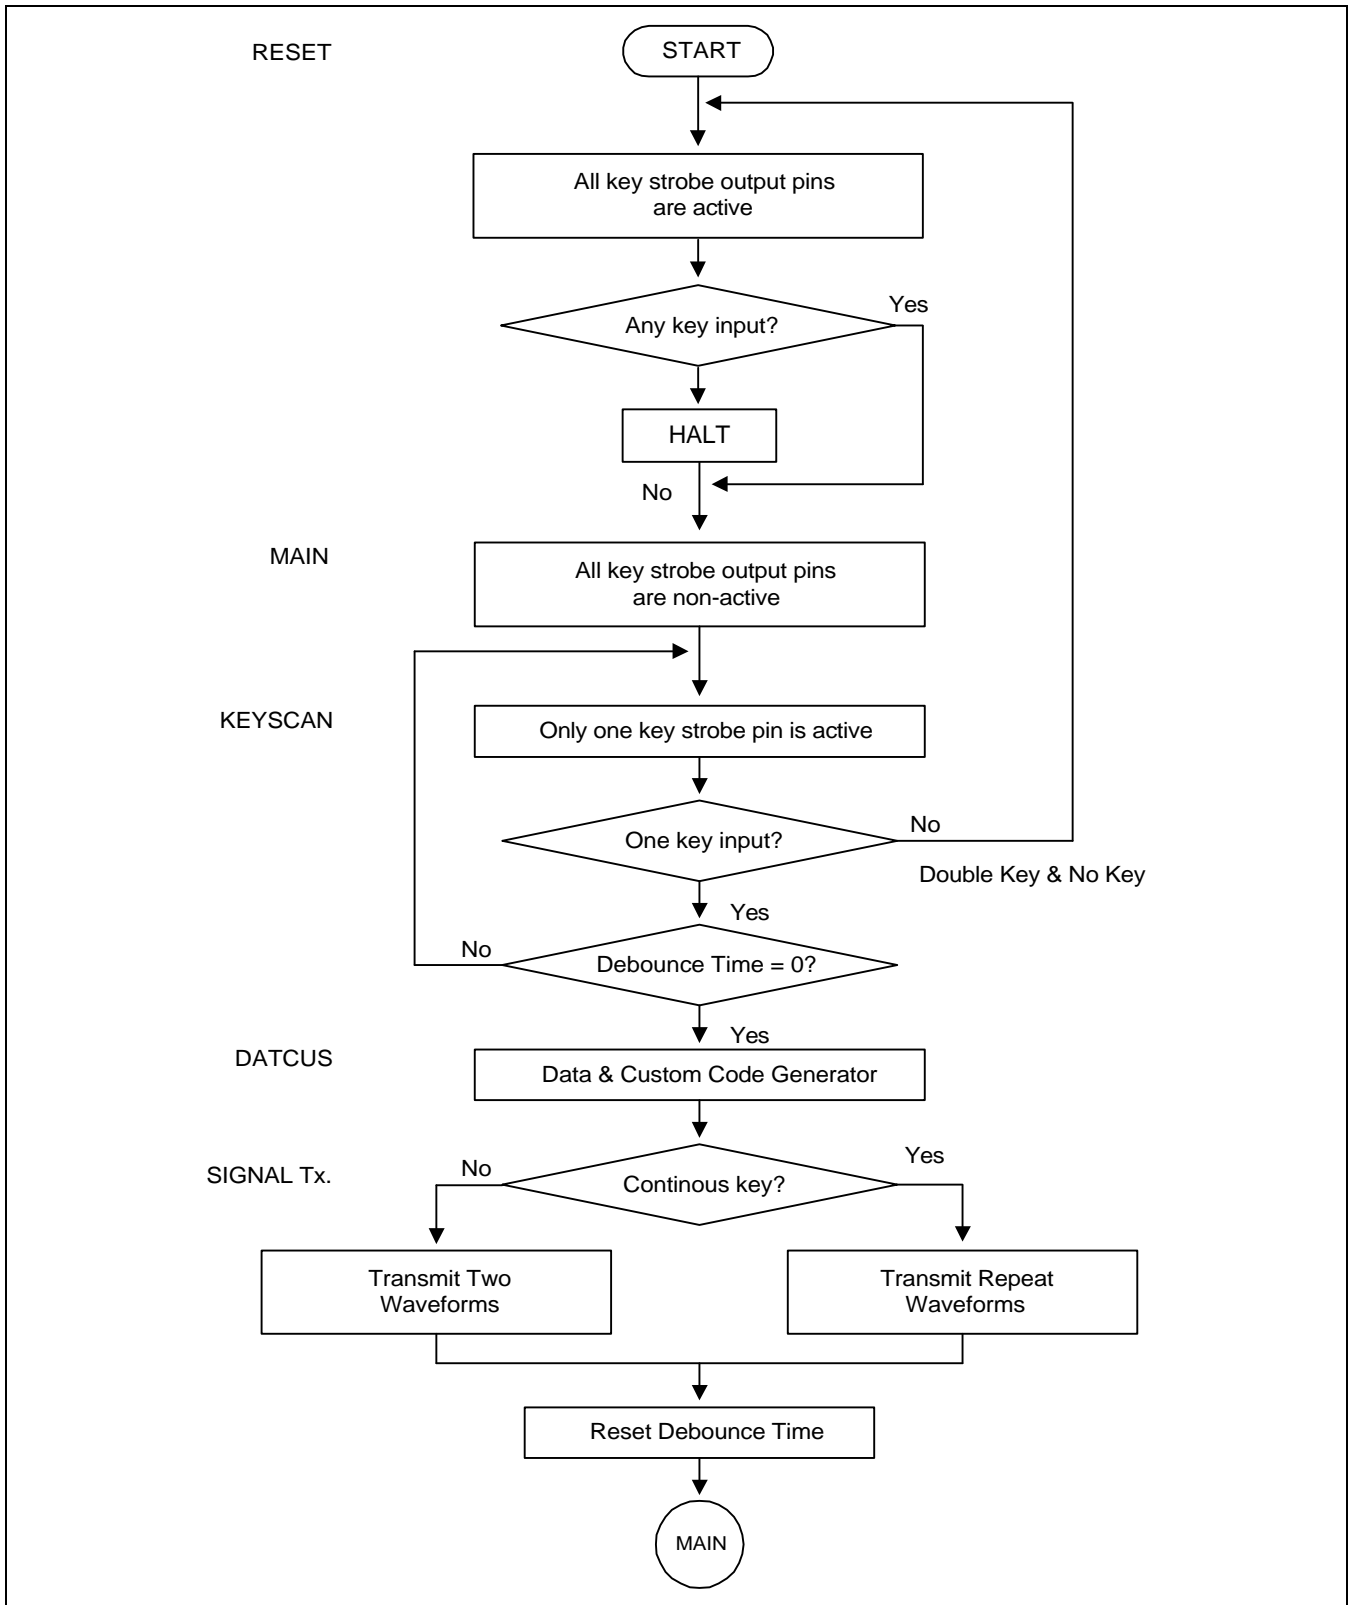 RESET
START
All key strobe output pins
are active
Yes
Any key input?
HALT
No
MAIN
All key strobe output pins
are non-active
KEYSCAN
Only one key strobe pin is active
No
One key input?
Double Key & No Key
Yes
No
Debounce Time = 0?
Yes
DATCUS
Data & Custom Code Generator
SIGNAL Tx.
No
Yes
Continous key?
Transmit Two
Waveforms
Transmit Repeat
Waveforms
Reset Debounce Time
MAIN